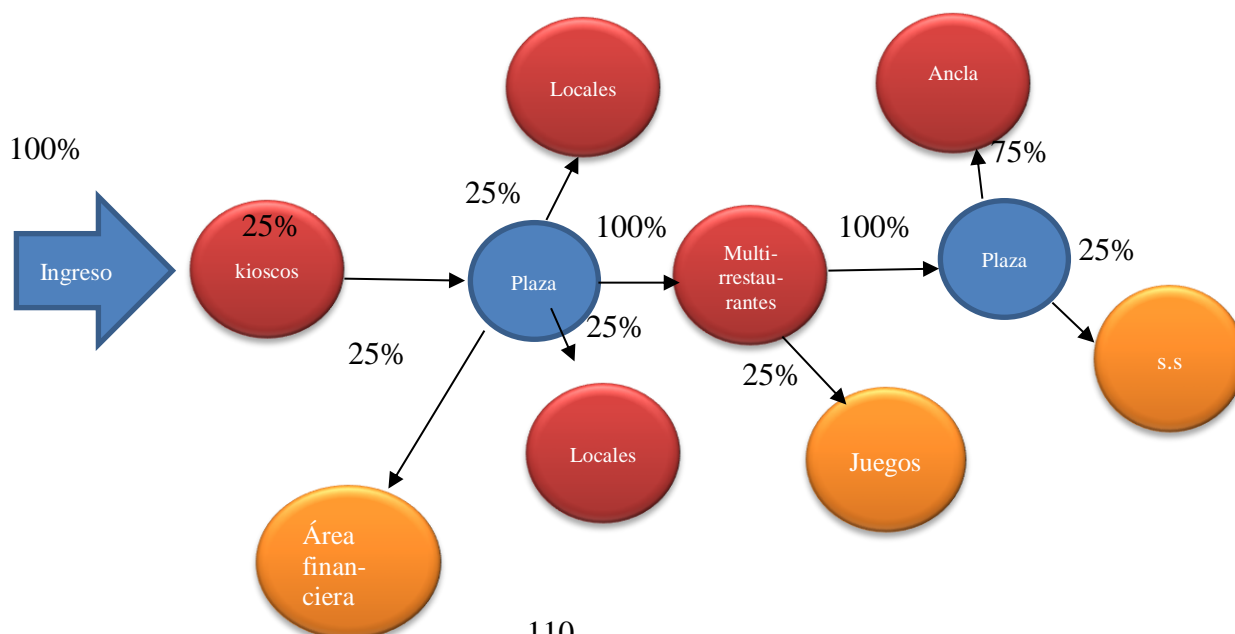 Locales
Ancla
100%
75%
25%
25%
100%
100%
25%
Ingreso
kioscos
Plaza
Multi-
rrestau-
rantes
Plaza
25%
25%
25%
s.s
Locales
Juegos
Área
finan-
ciera
110